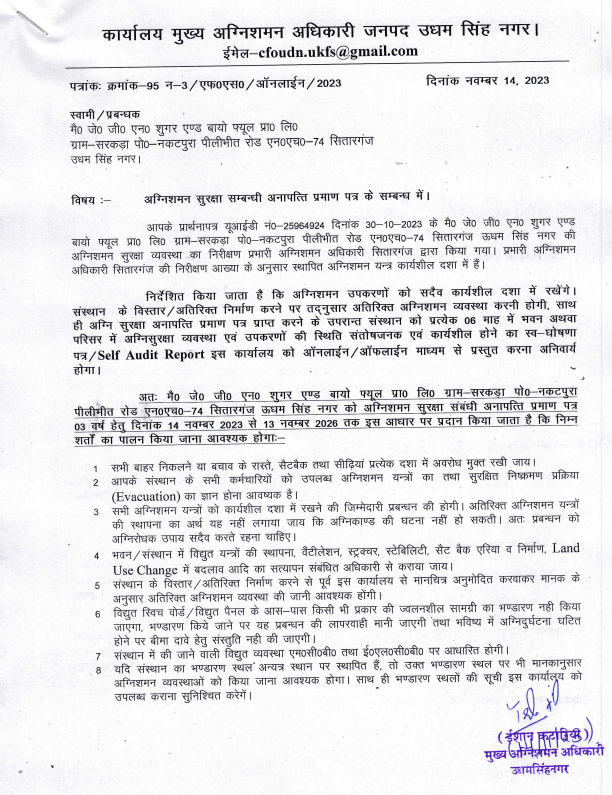 कार्यालय मुख्य अग्निशमन अधिकारी जनपद उधम सिंह नगर।
ईमेल–cfoudn.ukfs@gmail.com
पत्रांकः क्रमांक-95 न-3/एफ0एस0/ऑनलाईन/2023 दिनांक नवम्बर 14, 2023
स्वामी/प्रबन्धक
मै0 जे0 जी0 एन0 शुगर एण्ड बायो फ्यूल प्रा0 लि0
ग्राम-सरकड़ा पो0-नकटपुरा पीलीभीत रोड एन0एच0-74 सितारगंज
उधम सिंह नगर।
विषय :– अग्निशमन सुरक्षा सम्बन्धी अनापत्ति प्रमाण पत्र के सम्बन्ध में।
आपके प्रार्थनापत्र यूआईडी नं0-25964924 दिनांक 30-10-2023 के मै0 जे0 जी0 एन0 शुगर एण्ड
बायो फ्यूल प्रा0 लि0 ग्राम-सरकड़ा पो0-नकटपुरा पीलीभीत रोड एन0एच0-74 सितारगंज ऊधम सिंह नगर की
अग्निशमन सुरक्षा व्यवस्था का निरीक्षण प्रभारी अग्निशमन अधिकारी सितारगंज द्वारा किया गया। प्रभारी अग्निशमन
अधिकारी सितारगंज की निरीक्षण आख्या के अनुसार स्थापित अग्निशमन यन्त्र कार्यशील दशा में हैं।
निर्देशित किया जाता है कि अग्निशमन उपकरणों को सदैव कार्यशील दशा में रखेंगे।
संस्थान के विस्तार/अतिरिक्त निर्माण करने पर तद्नुसार अतिरिक्त अग्निशमन व्यवस्था करनी होगी, साथ
ही अग्नि सुरक्षा अनापत्ति प्रमाण पत्र प्राप्त करने के उपरान्त संस्थान को प्रत्येक 06 माह में भवन अथवा
परिसर में अग्निसुरक्षा व्यवस्था एवं उपकरणों की स्थिति संतोषजनक एवं कार्यशील होने का स्व-घोषणा
पत्र/Self Audit Report इस कार्यालय को ऑनलाईन/ऑफलाईन माध्यम से प्रस्तुत करना अनिवार्य
होगा।
अतः मै0 जे0 जी0 एन0 शुगर एण्ड बायो फ्यूल प्रा0 लि0 ग्राम-सरकड़ा पो0-नकटपुरा
पीलीभीत रोड एन0एच0-74 सितारगंज ऊधम सिंह नगर को अग्निशमन सुरक्षा संबंधी अनापत्ति प्रमाण पत्र
03 वर्ष हेतु दिनांक 14 नवम्बर 2023 से 13 नवम्बर 2026 तक इस आधार पर प्रदान किया जाता है कि निम्न
शर्तो का पालन किया जाना आवश्यक होगाः–
1 सभी बाहर निकलने या बचाव के रास्ते, सैटबैक तथा सीढ़ियां प्रत्येक दशा में अवरोध मुक्त रखी जाय।
2 आपके संस्थान के सभी कर्मचारियों को उपलब्ध अग्निशमन यन्त्रों का तथा सुरक्षित निष्क्रमण प्रक्रिया
(Evacuation) का ज्ञान होना आवष्यक है।
3 सभी अग्निशमन यन्त्रों को कार्यशील दशा में रखने की जिम्मेदारी प्रबन्धन की होगी। अतिरिक्त अग्निशमन यन्त्रों
की स्थापना का अर्थ यह नहीं लगाया जाय कि अग्निकाण्ड की घटना नहीं हो सकती। अतः प्रबन्धन को
अग्निरोधक उपाय सदैव करते रहना चाहिए।
4 भवन/संस्थान में विद्युत यन्त्रों की स्थापना, वैंटीलेशन, स्ट्रक्चर, स्टेबिलिटी, सैट बैक एरिया व निर्माण, Land
Use Change में बदलाव आदि का सत्यापन संबंधित अधिकारी से कराया जाय।
5 संस्थान के विस्तार/अतिरिक्त निर्माण करने से पूर्व इस कार्यालय से मानचित्र अनुमोदित करवाकर मानक के
अनुसार अतिरिक्त अग्निशमन व्यवस्था की जानी आवश्यक होंगी।
6 विद्युत स्विच वोर्ड/विद्युत पैनल के आस-पास किसी भी प्रकार की ज्वलनशील सामग्री का भण्डारण नही किया
जाएगा, भण्डारण किये जाने पर यह प्रबन्धन की लापरवाही मानी जाएगी तथा भविष्य में अग्निदुर्घटना घटित
होने पर बीमा दावे हेतु संस्तुति नही की जाएगी।
7 संस्थान में की जाने वाली विद्युत व्यवस्था एम0सी0बी0 तथा ई0एल0सी0बी0 पर आधारित होगी।
8 यदि संस्थान का भण्डारण स्थल अन्यत्र स्थान पर स्थापित हैं, तो उक्त भण्डारण स्थल पर भी मानकानुसार
अग्निशमन व्यवस्थाओं को किया जाना आवश्यक होगा। साथ ही भण्डारण स्थलों की सूची इस कार्यालय को
उपलब्ध कराना सुनिश्चित करेगें।
(ईशान कटारिया)
मुख्य अग्निशमन अधिकारी
उधमसिंहनगर